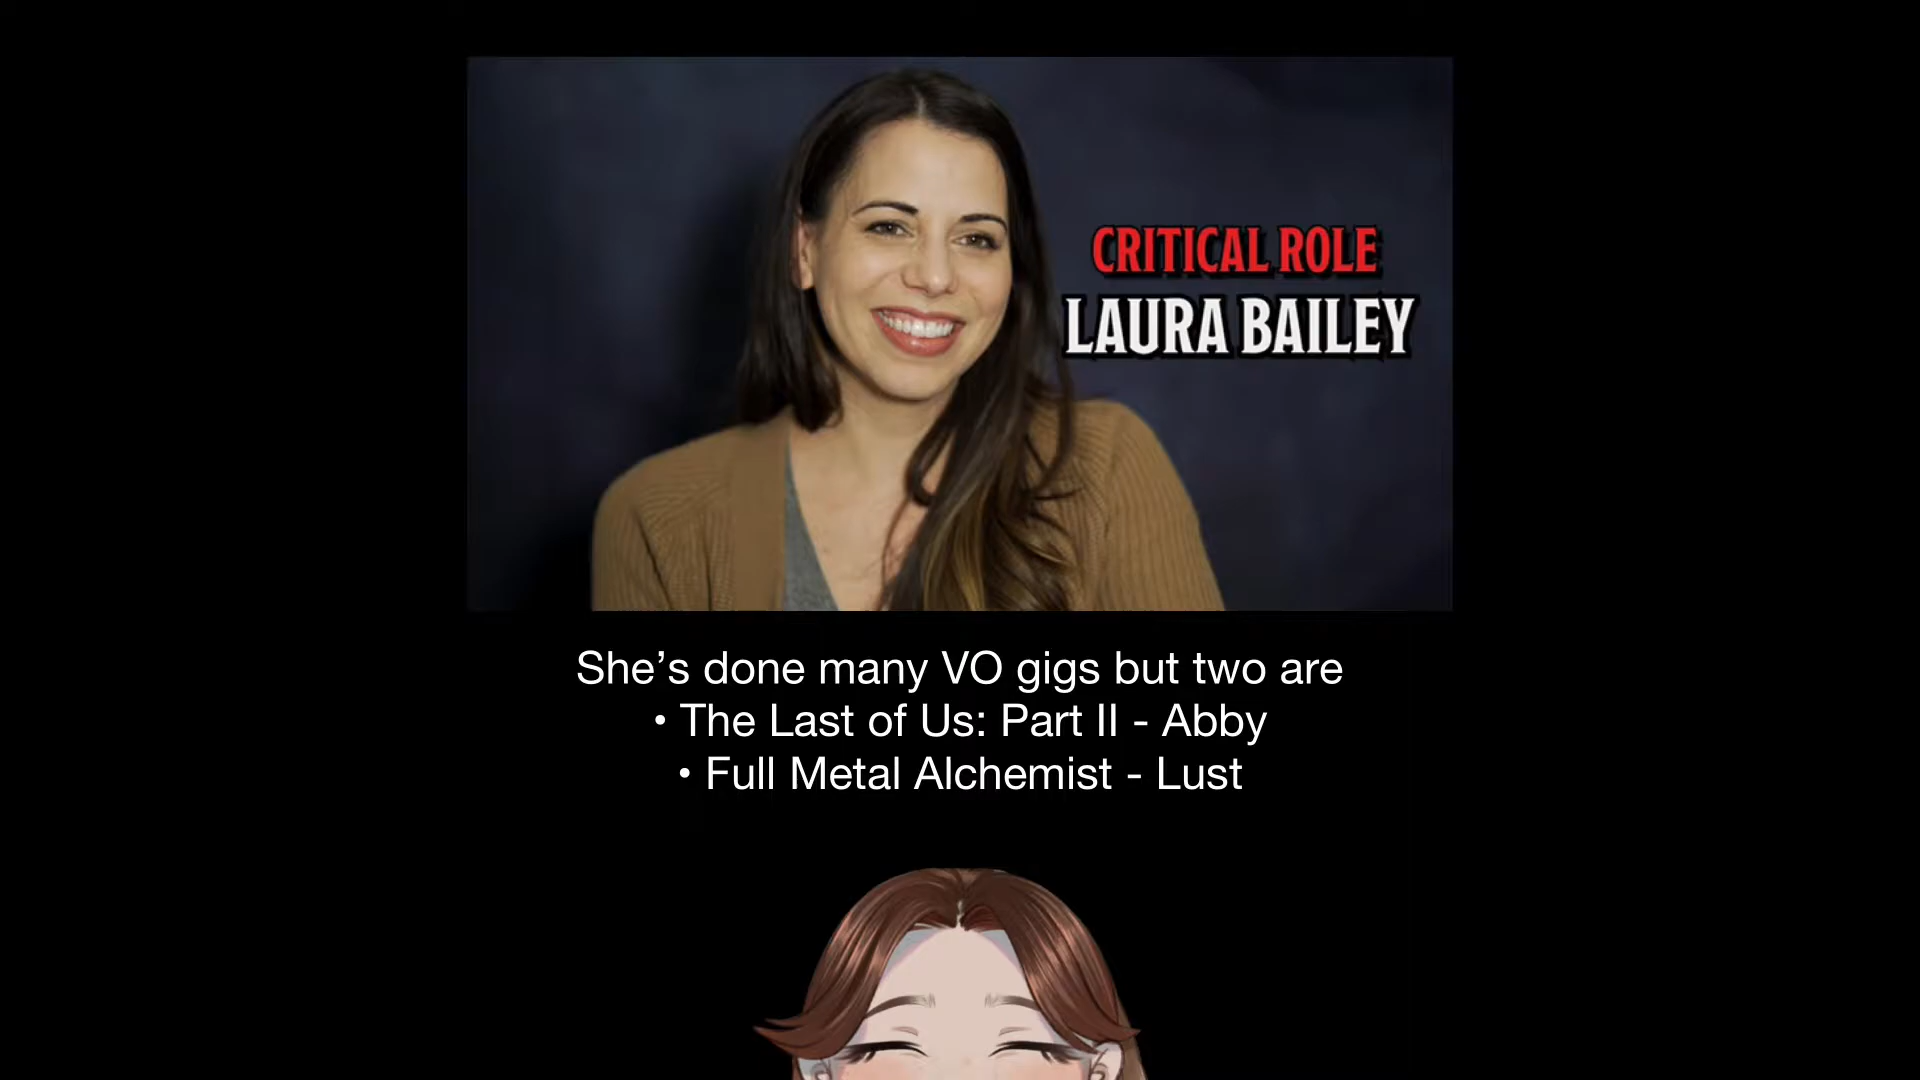 CRITICAL ROLE
LAURA BAILEY
She’s done many VO gigs but two are
• The Last of Us: Part II - Abby
• Full Metal Alchemist - Lust